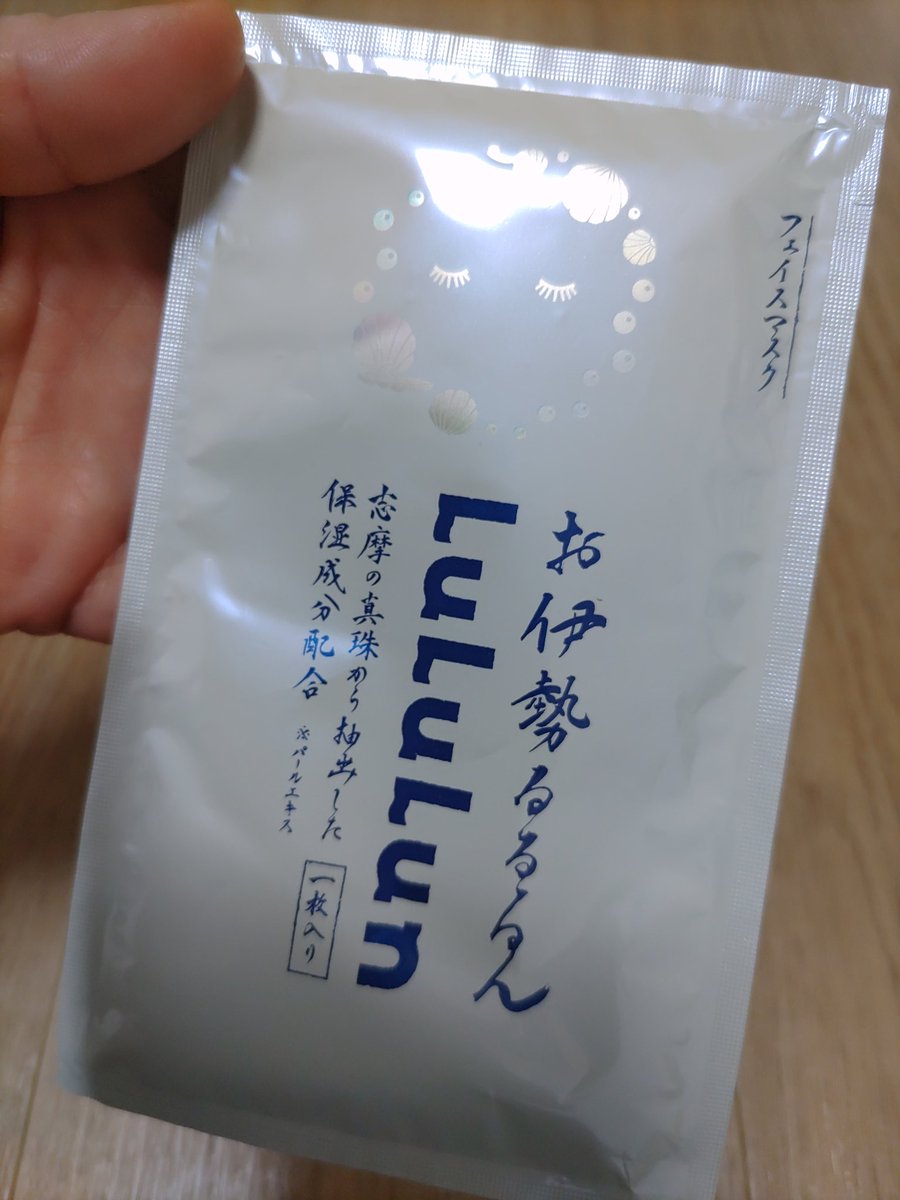 フェイスマスク
お伊勢るるるん
LuLuLun
志摩の真珠から抽出した
保湿成分配合
※パールエキス
一枚入り